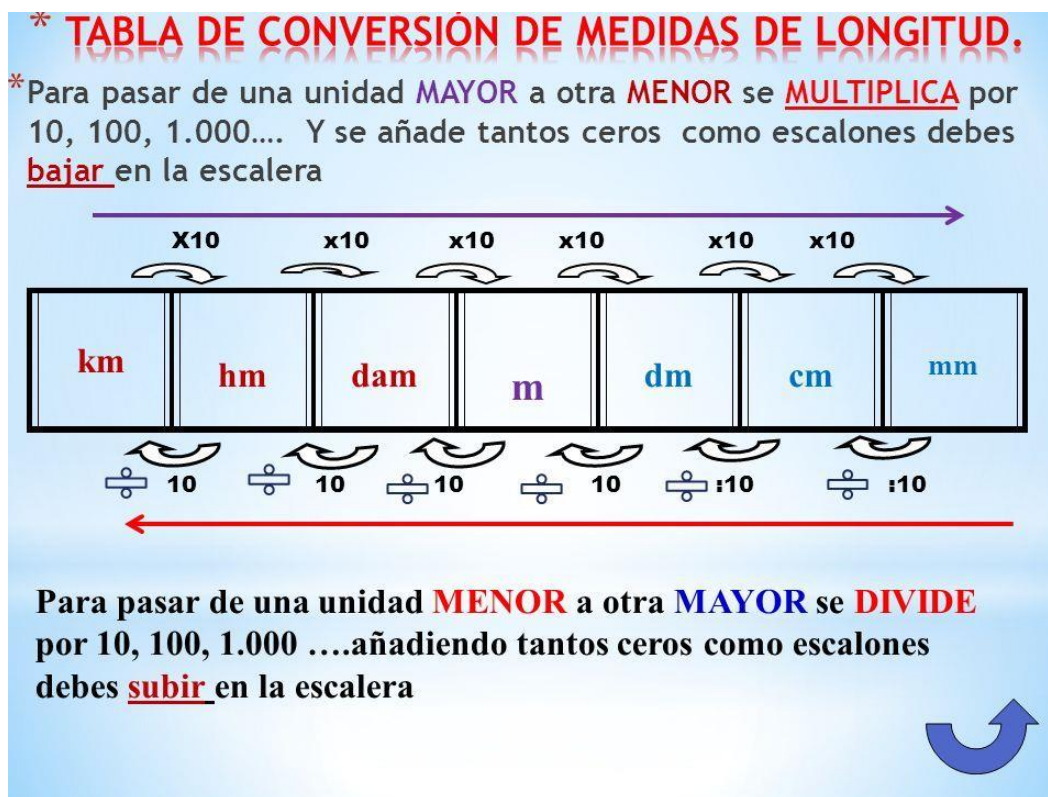 * TABLA DE CONVERSIÓN DE MEDIDAS DE LONGITUD.
*Para pasar de una unidad MAYOR a otra MENOR se MULTIPLICA por
10, 100, 1.000…. Y se añade tantos ceros como escalones debes
bajar en la escalera
X10 x10 x10 x10 x10 x10
km hm dam m dm cm mm
÷ 10 ÷ 10 ÷ 10 ÷ 10 ÷ :10 ÷ :10
Para pasar de una unidad MENOR a otra MAYOR se DIVIDE
por 10, 100, 1.000 ….añadiendo tantos ceros como escalones
debes subir en la escalera